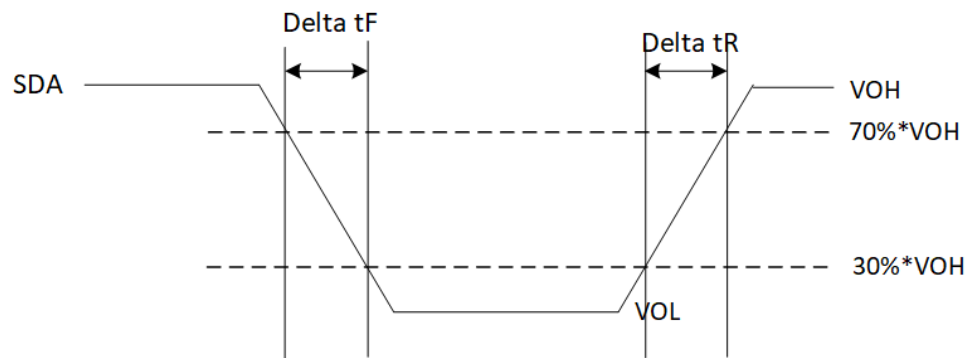 Delta tF
Delta tR
SDA
VOH
70%*VOH
30%*VOH
VOL